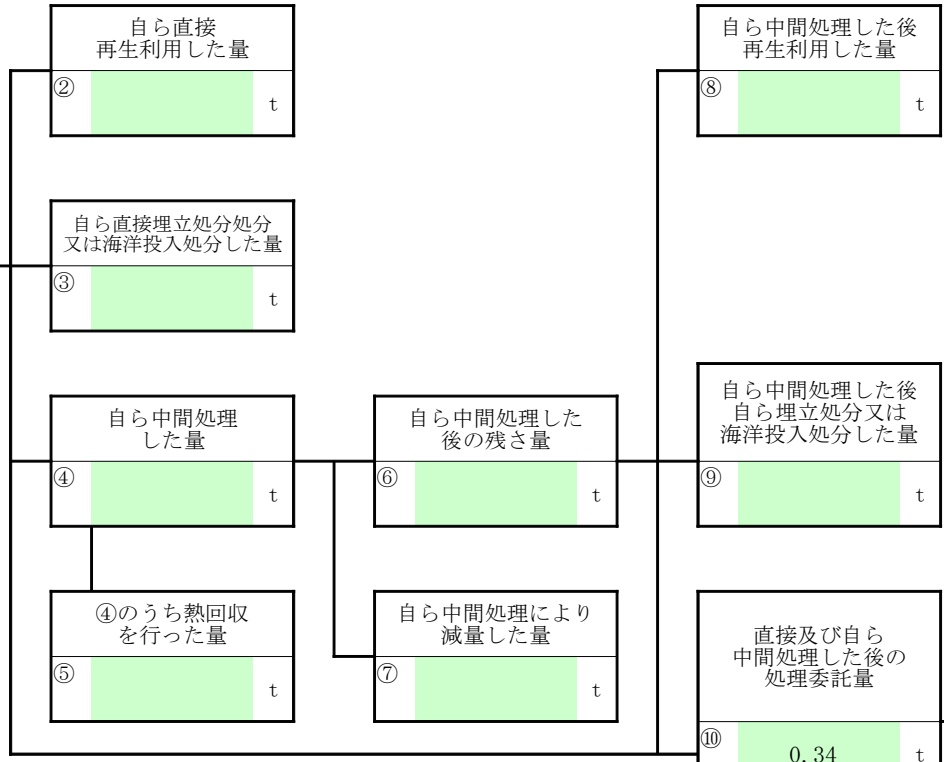 自ら直接
再生利用した量
②
t
自ら中間処理した後
再生利用した量
⑧
t
自ら直接埋立処分処分
又は海洋投入処分した量
③
t
自ら中間処理
した量
④
t
自ら中間処理した
後の残さ量
⑥
t
自ら中間処理した後
自ら埋立処分又は
海洋投入処分した量
⑨
t
④のうち熱回収
を行った量
⑤
t
自ら中間処理により
減量した量
⑦
t
直接及び自ら
中間処理した後の
処理委託量
⑩
0.34 t